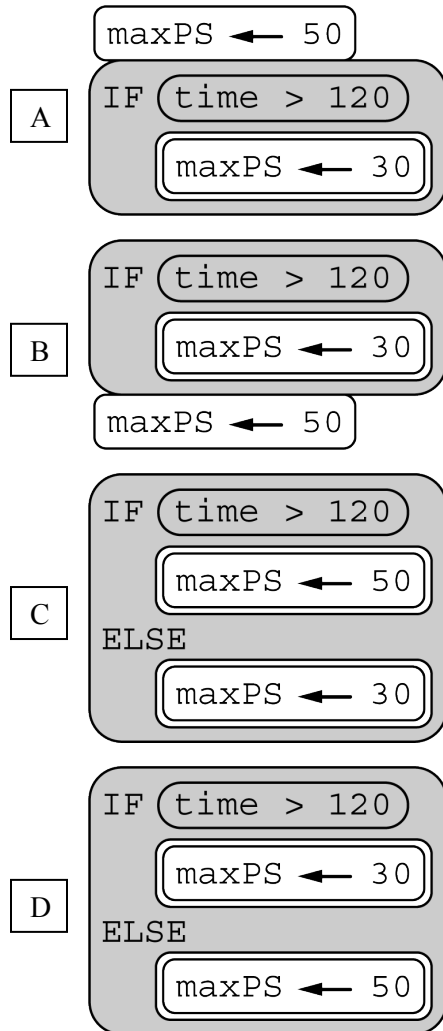 maxPS ← 50
A
IF time > 120
maxPS ← 30
IF time > 120
B
maxPS ← 30
maxPS ← 50
IF time > 120
maxPS ← 50
C
ELSE
maxPS ← 30
IF time > 120
maxPS ← 30
D
ELSE
maxPS ← 50